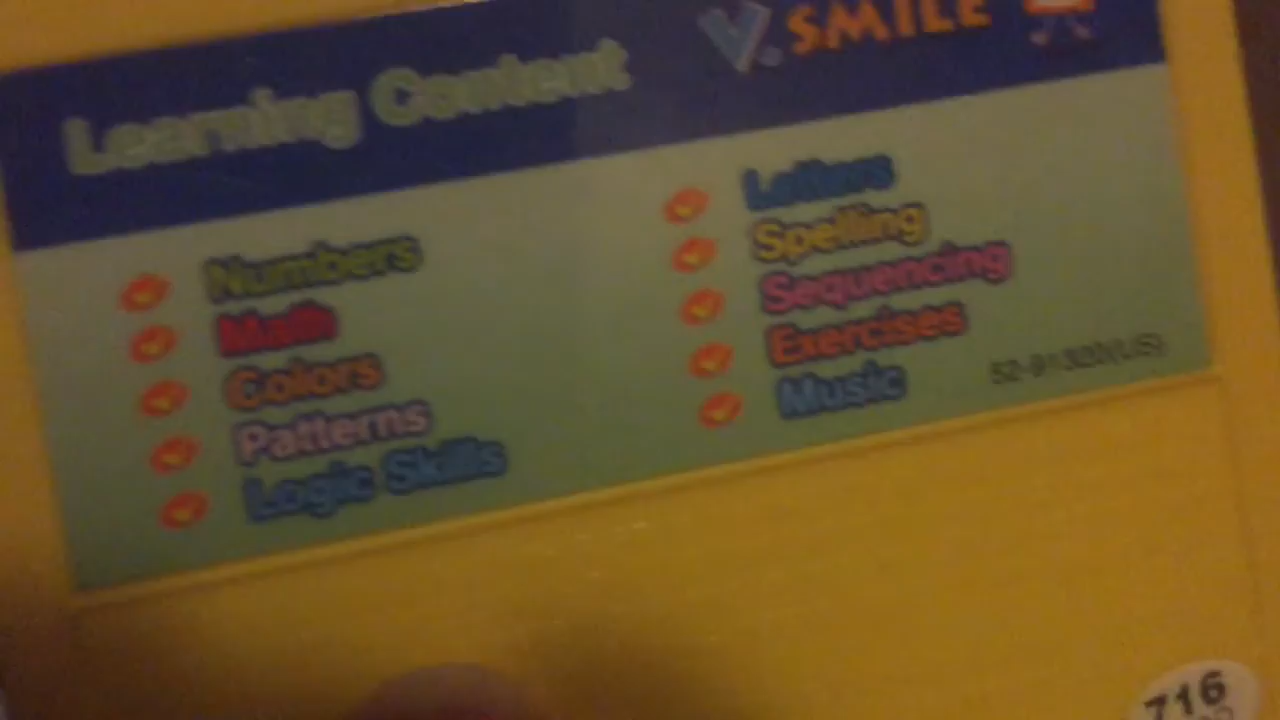 Learning Content
V.SMILE
Numbers
Math
Colors
Patterns
Logic Skills
Letters
Spelling
Sequencing
Exercises
Music
716